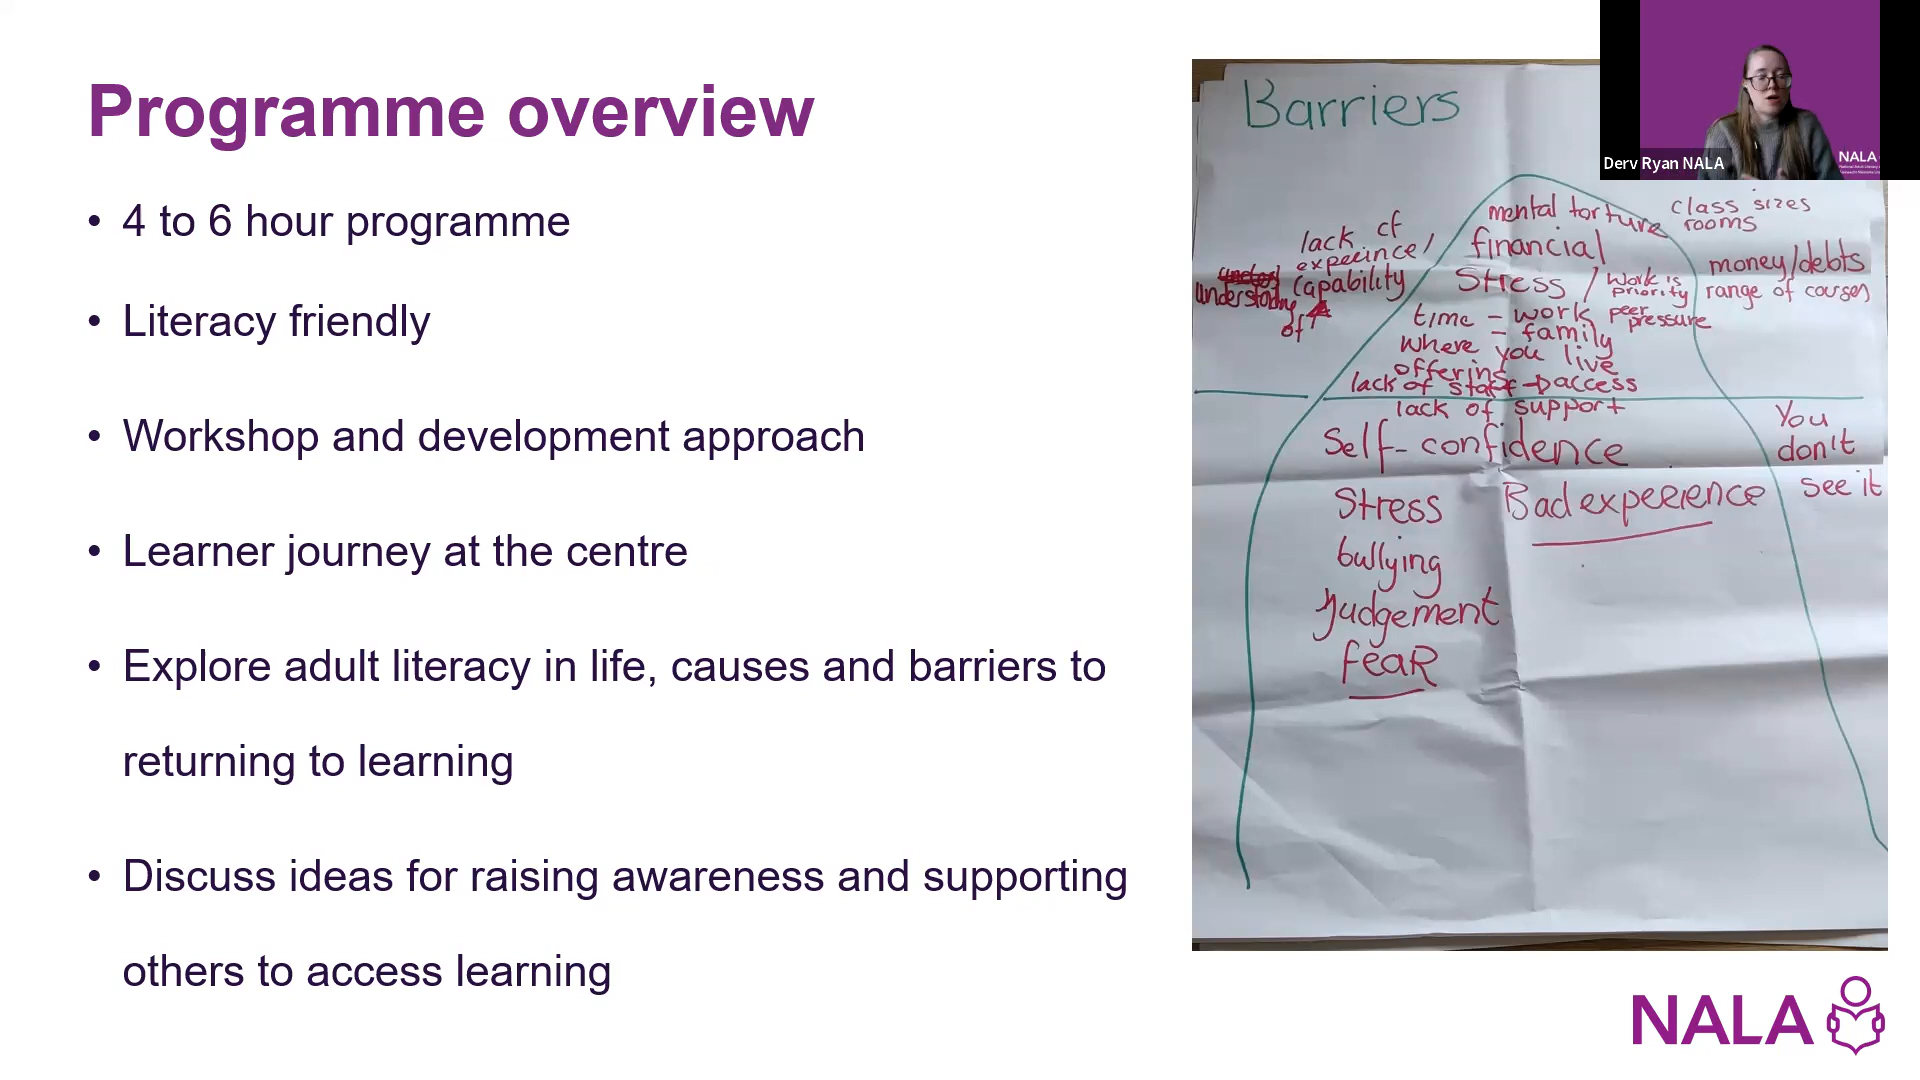 Programme overview
• 4 to 6 hour programme
• Literacy friendly
• Workshop and development approach
• Learner journey at the centre
• Explore adult literacy in life, causes and barriers to
returning to learning
• Discuss ideas for raising awareness and supporting
others to access learning
Barriers
mental torture
class sizes
rooms
lack of
expeince/
capability
understading
of
financial
Stress / work is
priority
money/debts
range of courses
time - work
- family
peer
pressure
where you live
offering
lack of staff → access
lack of support
Self-confidence
You
don't
see it
Stress
Bad experience
bullying
Judgement
feaR
Derv Ryan NALA
NALA
NALA